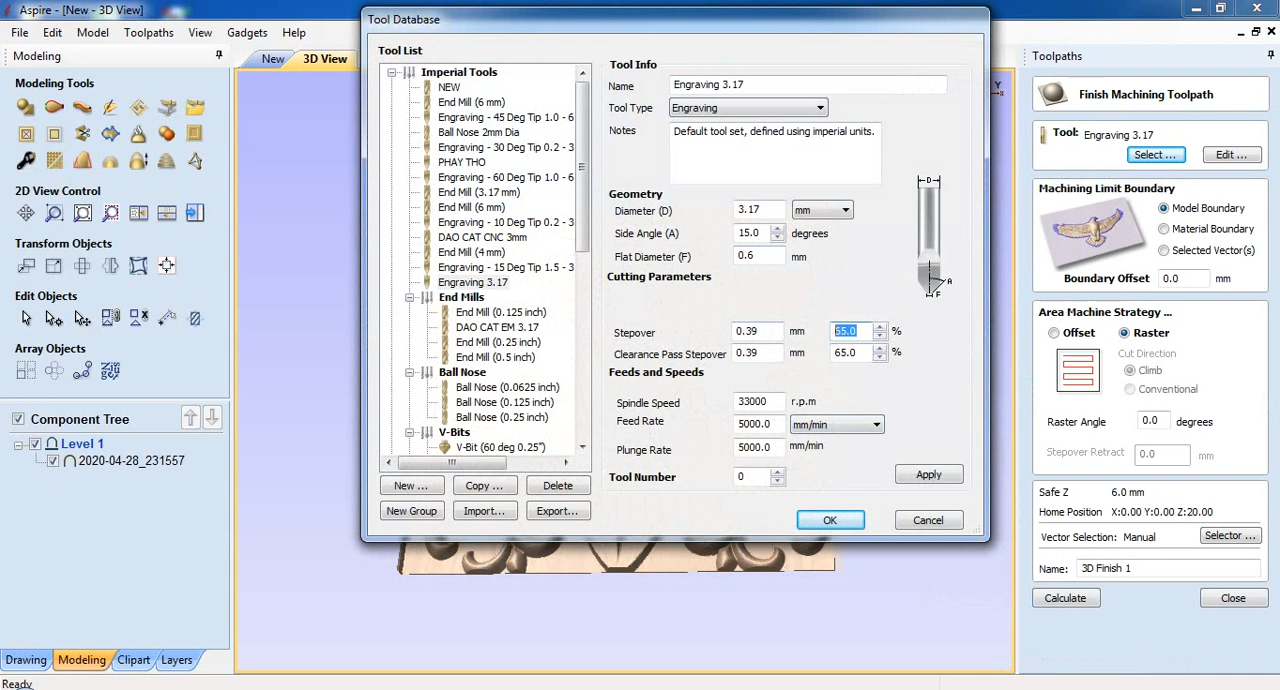 Aspire - [New - 3D View]
File Edit Model Toolpaths View Gadgets Help
Modeling
Modeling Tools
2D View Control
Transform Objects
Edit Objects
Array Objects
Component Tree
Level 1
2020-04-28_231557
Drawing Modeling Clipart Layers
Ready
New 3D View
Y
Tool Database
Tool List
Imperial Tools
NEW
End Mill (6 mm)
Engraving - 45 Deg Tip 1.0 - 6
Ball Nose 2mm Dia
Engraving - 30 Deg Tip 0.2 - 3
PHAY THO
Engraving - 60 Deg Tip 1.0 - 6
End Mill (3.17 mm)
End Mill (6 mm)
Engraving - 10 Deg Tip 0.2 - 3
DAO CAT CNC 3mm
End Mill (4 mm)
Engraving - 15 Deg Tip 1.5 - 3
Engraving 3.17
End Mills
End Mill (0.125 inch)
DAO CAT EM 3.17
End Mill (0.25 inch)
End Mill (0.5 inch)
Ball Nose
Ball Nose (0.0625 inch)
Ball Nose (0.125 inch)
Ball Nose (0.25 inch)
V-Bits
V-Bit (60 deg 0.25")
New ... Copy ... Delete
New Group Import... Export...
Tool Info
Name Engraving 3.17
Tool Type Engraving
Notes Default tool set, defined using imperial units.
Geometry
Diameter (D) 3.17 mm
Side Angle (A) 15.0 degrees
Flat Diameter (F) 0.6 mm
D
A
F
Cutting Parameters
Stepover 0.39 mm 65.0 %
Clearance Pass Stepover 0.39 mm 65.0 %
Feeds and Speeds
Spindle Speed 33000 r.p.m
Feed Rate 5000.0 mm/min
Plunge Rate 5000.0 mm/min
Tool Number 0
Apply
OK Cancel
Toolpaths
Finish Machining Toolpath
Tool: Engraving 3.17
Select ... Edit ...
Machining Limit Boundary
Model Boundary
Material Boundary
Selected Vector(s)
Boundary Offset 0.0 mm
Area Machine Strategy ...
Offset Raster
Cut Direction
Climb
Conventional
Raster Angle 0.0 degrees
Stepover Retract 0.0 mm
Safe Z 6.0 mm
Home Position X:0.00 Y:0.00 Z:20.00
Vector Selection: Manual Selector ...
Name: 3D Finish 1
Calculate Close